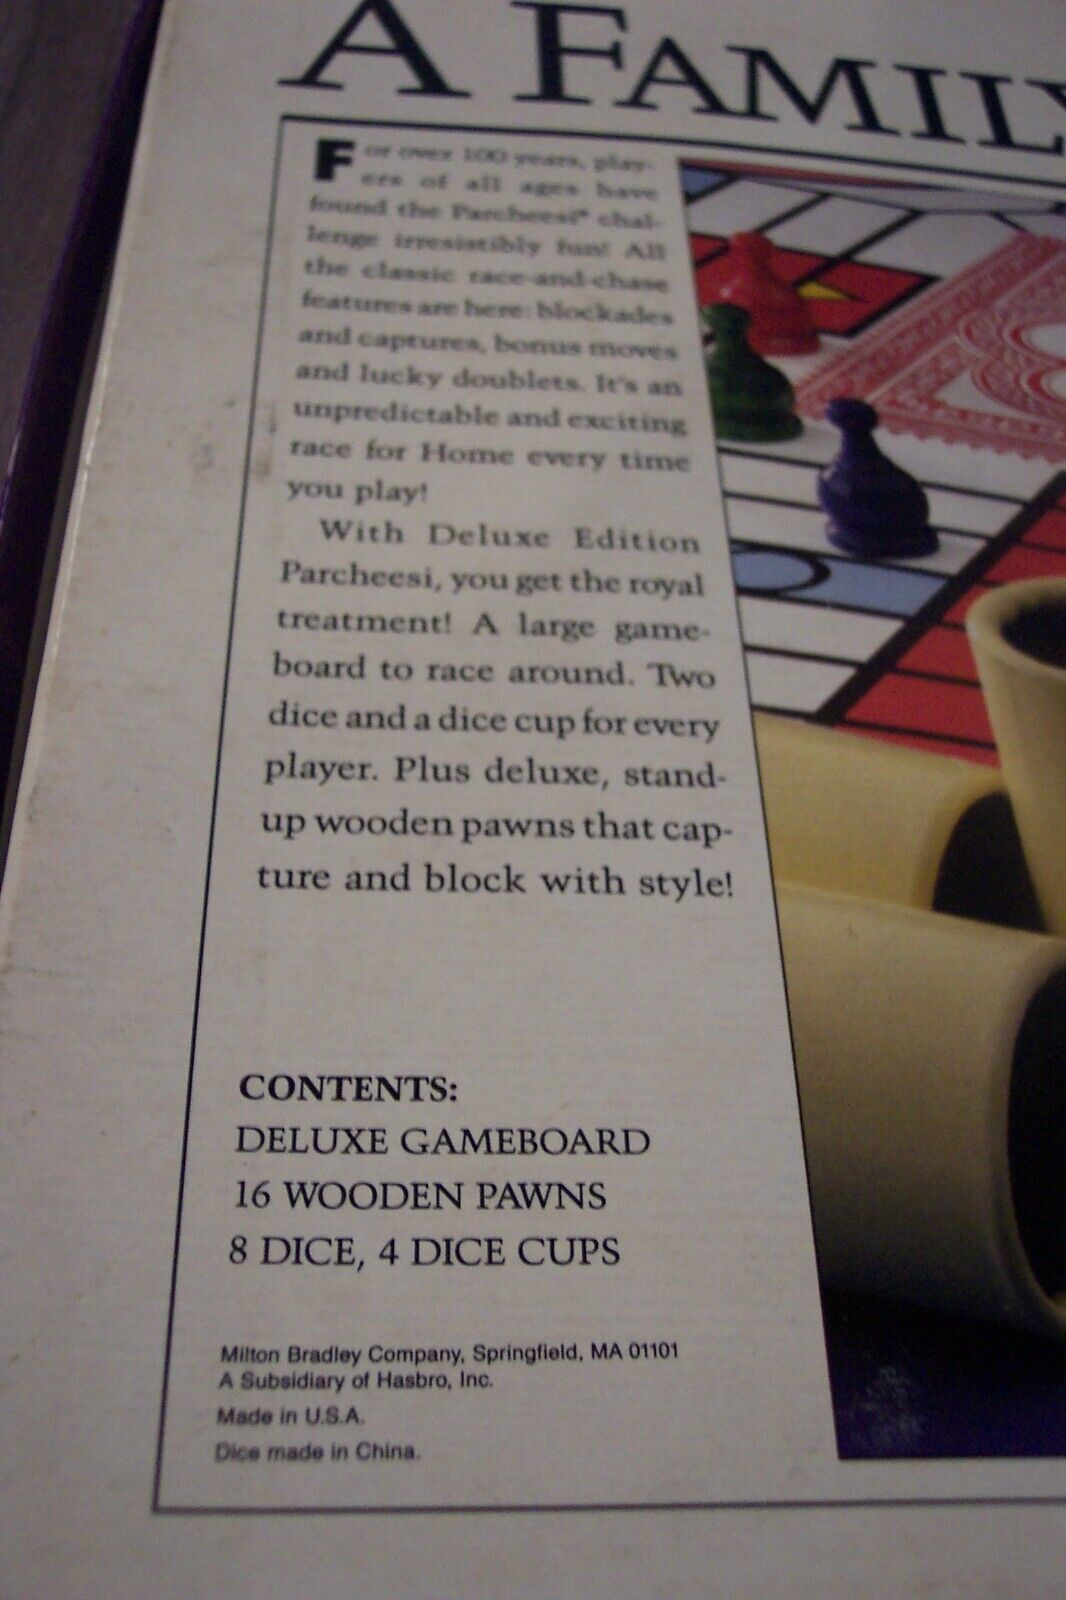 A FAMILY
For over 100 years, play-
ers of all ages have
found the Parcheesi® chal-
lenge irresistibly fun! All
the classic race-and-chase
features are here: blockades
and captures, bonus moves
and lucky doublets. It's an
unpredictable and exciting
race for Home every time
you play!
With Deluxe Edition
Parcheesi, you get the royal
treatment! A large game-
board to race around. Two
dice and a dice cup for every
player. Plus deluxe, stand-
up wooden pawns that cap-
ture and block with style!
CONTENTS:
DELUXE GAMEBOARD
16 WOODEN PAWNS
8 DICE, 4 DICE CUPS
Milton Bradley Company, Springfield, MA 01101
A Subsidiary of Hasbro, Inc.
Made in U.S.A.
Dice made in China.